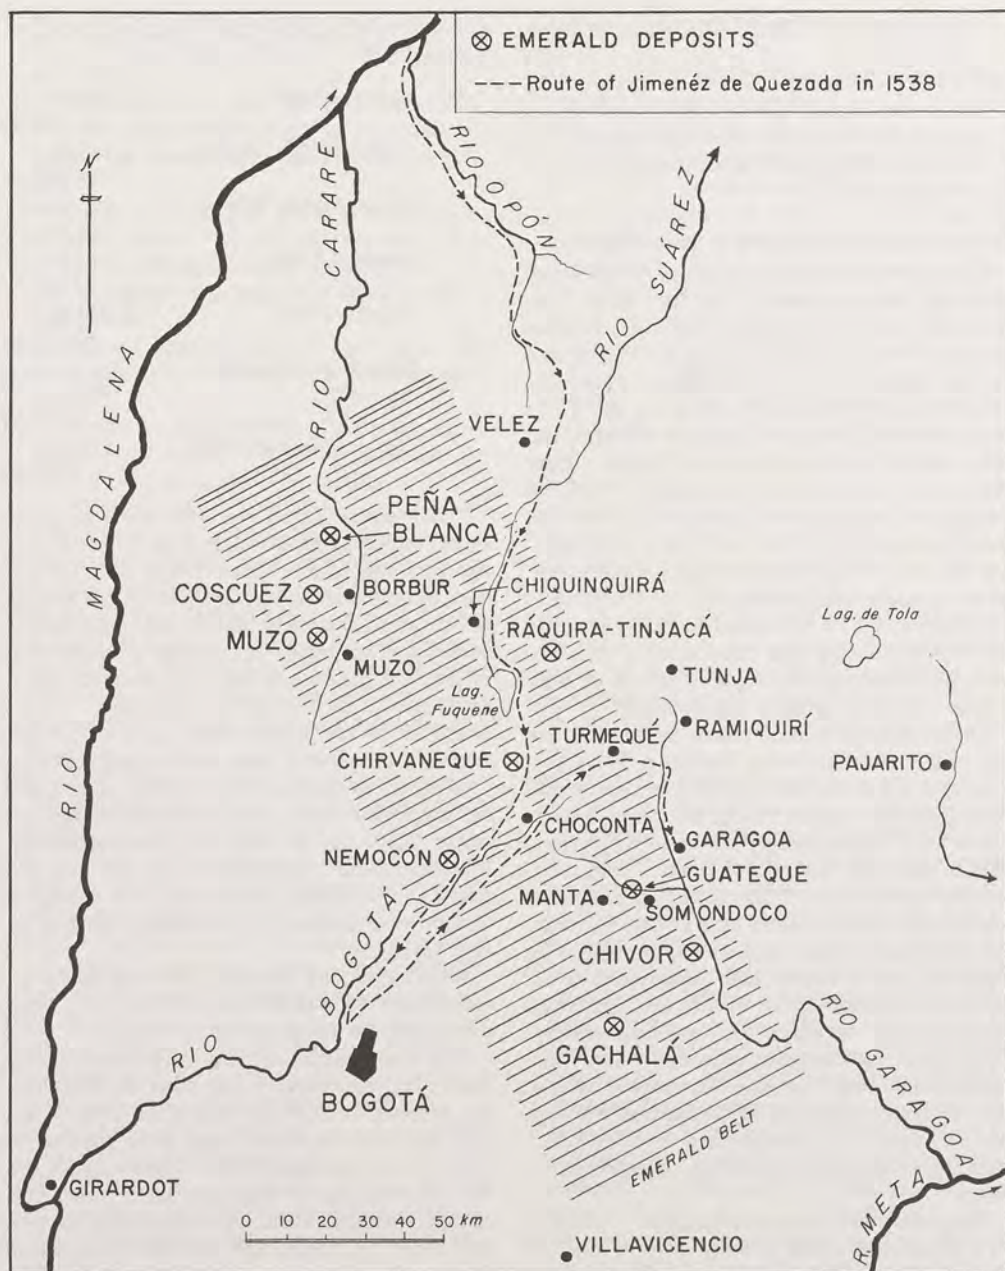 ⊗ EMERALD DEPOSITS
--- Route of Jimenéz de Quezada in 1538
N
RIO MAGDALENA
RIO CARARE
RIO OPÓN
RIO SUÁREZ
VELEZ
PEÑA
BLANCA
COSCUEZ
BORBUR
CHIQUINQUIRÁ
MUZO
RÁQUIRA-TINJACÁ
Lag. de Tola
MUZO
TUNJA
Lag.
Fuquene
RAMIQUIRÍ
TURMEQUÉ
CHIRVANEQUE
PAJARITO
CHOCONTA
GARAGOA
NEMOCÓN
GUATEQUE
MANTA
SOMONDOCO
CHIVOR
RIO BOGOTÁ
GACHALÁ
RIO GARAGOA
BOGOTÁ
EMERALD BELT
R. META
GIRARDOT
0 10 20 30 40 50 km
VILLAVICENCIO